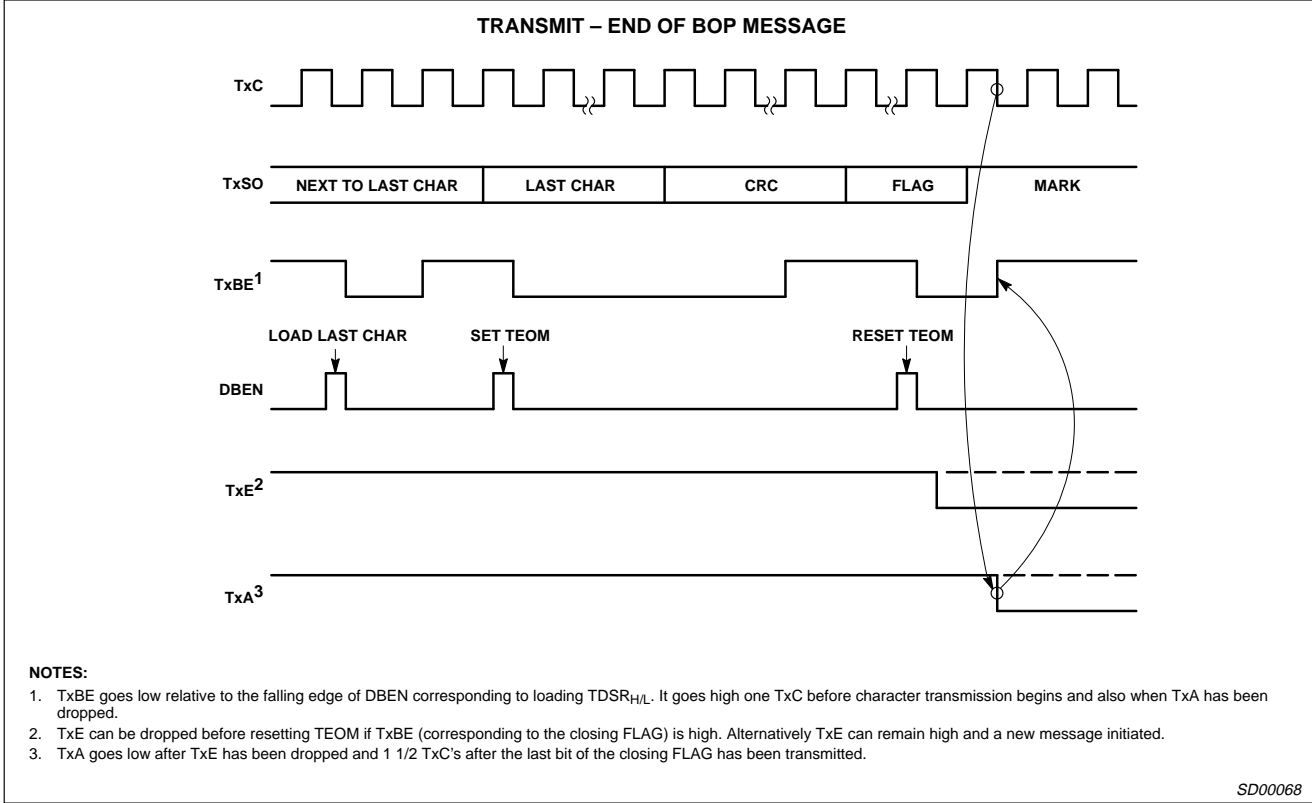 TRANSMIT – END OF BOP MESSAGE
TxC
TxSO NEXT TO LAST CHAR LAST CHAR CRC FLAG MARK
TxBE1
LOAD LAST CHAR SET TEOM RESET TEOM
DBEN
TxE2
TxA3
NOTES:
1. TxBE goes low relative to the falling edge of DBEN corresponding to loading TDSRH/L. It goes high one TxC before character transmission begins and also when TxA has been
dropped.
2. TxE can be dropped before resetting TEOM if TxBE (corresponding to the closing FLAG) is high. Alternatively TxE can remain high and a new message initiated.
3. TxA goes low after TxE has been dropped and 1 1/2 TxC's after the last bit of the closing FLAG has been transmitted.
SD00068